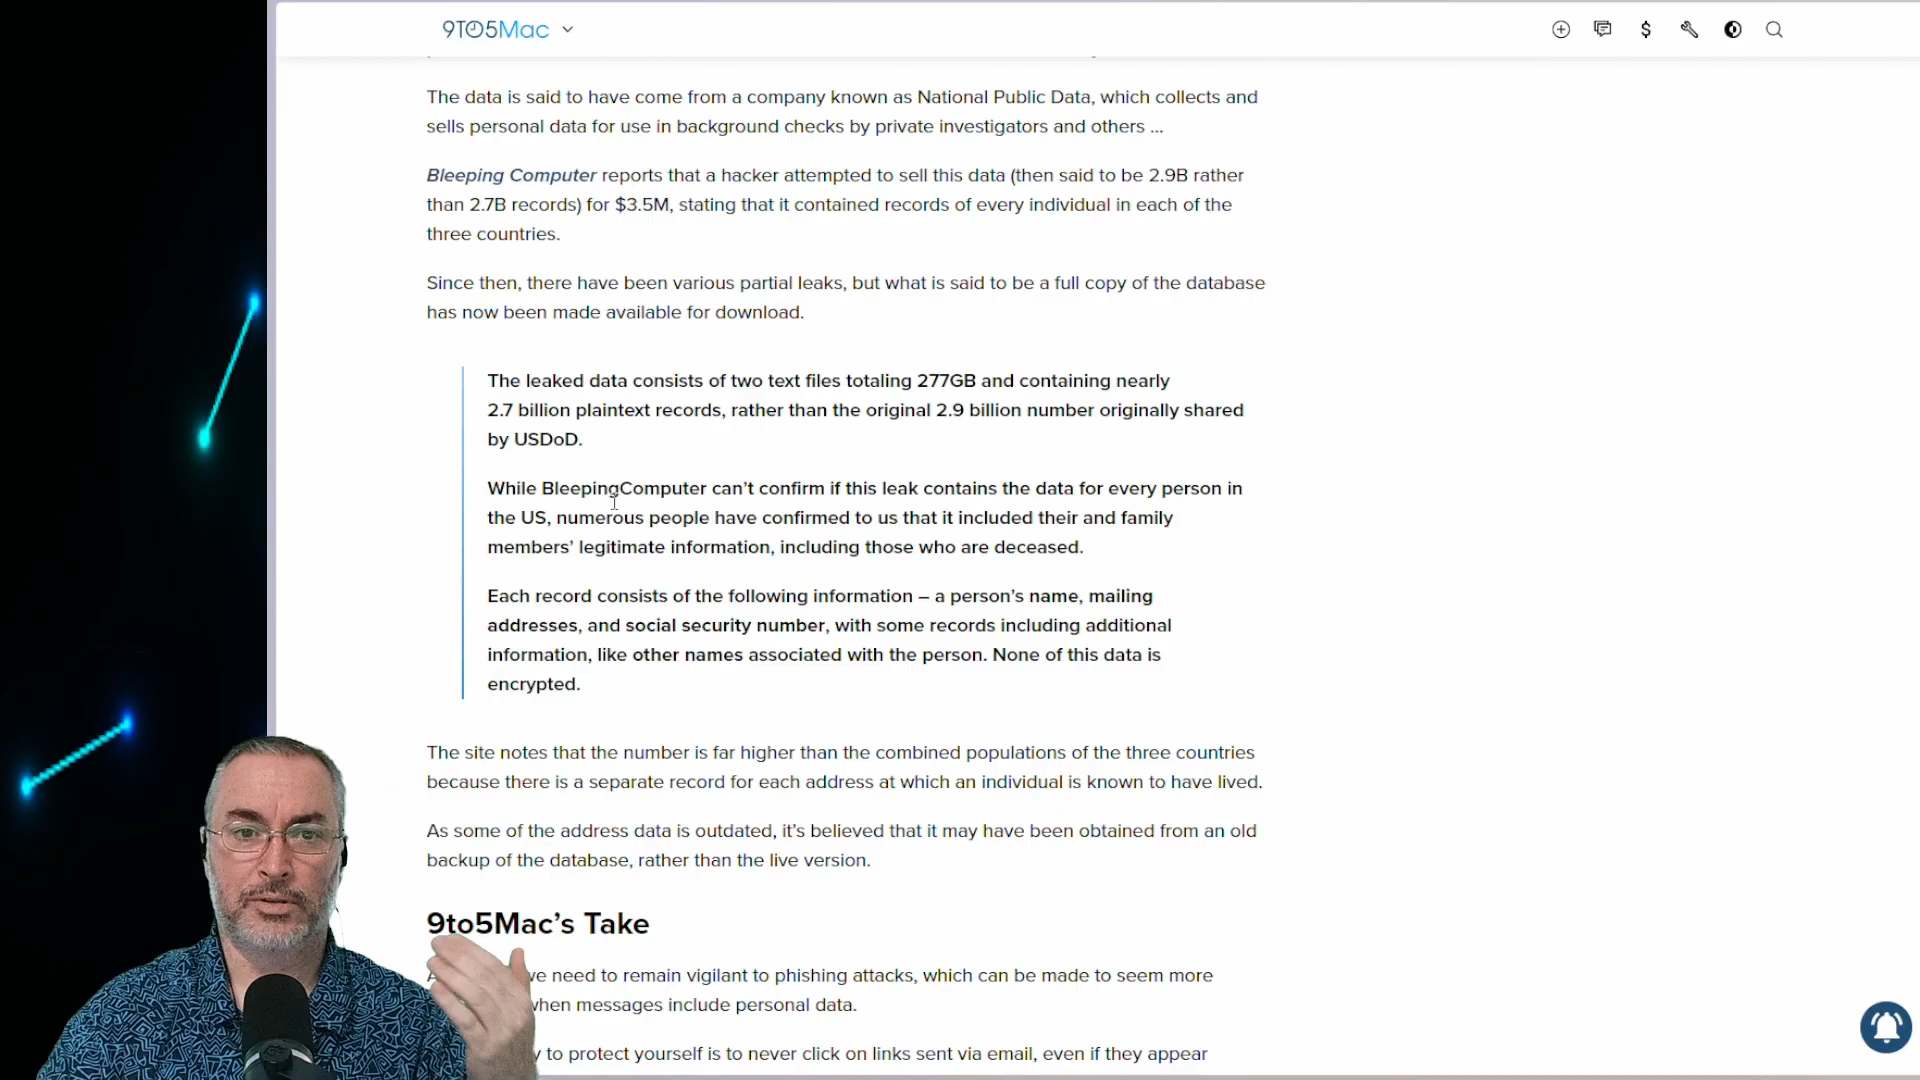 9TO5Mac
The data is said to have come from a company known as National Public Data, which collects and
sells personal data for use in background checks by private investigators and others ...
Bleeping Computer reports that a hacker attempted to sell this data (then said to be 2.9B rather
than 2.7B records) for $3.5M, stating that it contained records of every individual in each of the
three countries.
Since then, there have been various partial leaks, but what is said to be a full copy of the database
has now been made available for download.
The leaked data consists of two text files totaling 277GB and containing nearly
2.7 billion plaintext records, rather than the original 2.9 billion number originally shared
by USDoD.
While BleepingComputer can’t confirm if this leak contains the data for every person in
the US, numerous people have confirmed to us that it included their and family
members’ legitimate information, including those who are deceased.
Each record consists of the following information – a person’s name, mailing
addresses, and social security number, with some records including additional
information, like other names associated with the person. None of this data is
encrypted.
The site notes that the number is far higher than the combined populations of the three countries
because there is a separate record for each address at which an individual is known to have lived.
As some of the address data is outdated, it’s believed that it may have been obtained from an old
backup of the database, rather than the live version.
9to5Mac’s Take
we need to remain vigilant to phishing attacks, which can be made to seem more
when messages include personal data.
to protect yourself is to never click on links sent via email, even if they appear